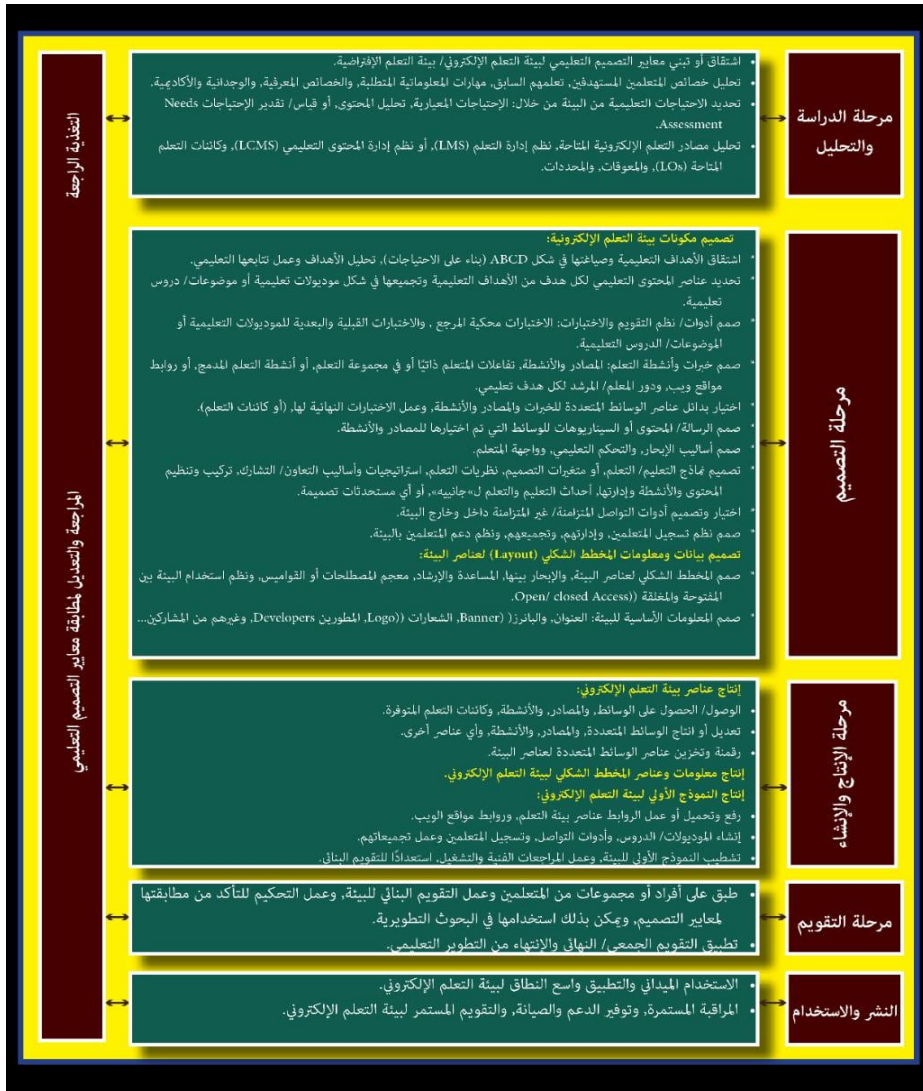 مرحلة الدراسة
والتحليل
• اشتقاق أو تبني معايير التصميم التعليمي لبيئة التعلم الإلكتروني/ بيئة التعلم الإفتراضية.
• تحليل خصائص المتعلمين المستهدفين, تعلمهم السابق, مهارات المعلوماتية المتطلبة, والخصائص المعرفية, والوجدانية والأكاديمية.
• تحديد الاحتياجات التعليمية من البيئة من خلال: الإحتياجات المعيارية, تحليل المحتوى, أو قياس/ تقدير الإحتياجات Needs
Assessment.
• تحليل مصادر التعلم الإلكترونية المتاحة, نظم إدارة التعلم (LMS), أو نظم إدارة المحتوى التعليمي (LCMS), وكائنات التعلم
المتاحة (LOs), والمعوقات, والمحددات.
مرحلة التصميم
تصميم مكونات بيئة التعلم الإلكترونية:
* اشتقاق الأهداف التعليمية وصياغتها في شكل ABCD (بناء على الاحتياجات), تحليل الأهداف وعمل تتابعها التعليمي.
* تحديد عناصر المحتوى التعليمي لكل هدف من الأهداف التعليمية وتجميعها في شكل موديولات تعليمية أو موضوعات/ دروس
تعليمية.
* صمم أدوات/ نظم التقويم والاختبارات: الاختبارات محكية المرجع , والاختبارات القبلية والبعدية للموديولات التعليمية أو
الموضوعات/ الدروس التعليمية.
* صمم خبرات وأنشطة التعلم: المصادر والأنشطة, تفاعلات المتعلم ذاتيًا أو في مجموعة التعلم, أو أنشطة التعلم المدمج, أو روابط
مواقع ويب, ودور المعلم/ المرشد لكل هدف تعليمي.
* اختيار بدائل عناصر الوسائط المتعددة للخبرات والمصادر والأنشطة, وعمل الاختبارات النهائية لها, (أو كائنات التعلم).
* صمم الرسالة/ المحتوى أو السيناريوهات للوسائط التي تم اختيارها للمصادر والأنشطة.
* صمم أساليب الإبحار, والتحكم التعليمي, وواجهة المتعلم.
* تصميم نماذج التعليم/ التعلم, أو متغيرات التصميم, نظريات التعلم, استراتيجيات وأساليب التعاون/ التشارك, تركيب وتنظيم
المحتوى والأنشطة وإدارتها, أحداث التعليم والتعلم ل«جانييه», أو أي مستحدثات تصميمة.
* اختيار وتصميم أدوات التواصل المتزامنة/ غير المتزامنة داخل وخارج البيئة.
* صمم نظم تسجيل المتعلمين, وإدارتهم, وتجميعهم, ونظم دعم المتعلمين بالبيئة.
تصميم بيانات ومعلومات المخطط الشكلي (Layout) لعناصر البيئة:
* صمم المخطط الشكلي لعناصر البيئة, والإبحار بينها, المساعدة والإرشاد, معجم المصطلحات أو القواميس, ونظم استخدام البيئة بين
المفتوحة والمغلقة ((Open/ closed Access.
* صمم المعلومات الأساسية للبيئة: العنوان, والبانرز( (Banner, الشعارات ((Logo, المطورين Developers, وغيرهم من المشاركين...
مرحلة الإنتاج والإنشاء
إنتاج عناصر بيئة التعلم الإلكتروني:
• الوصول/ الحصول على الوسائط, والمصادر, والأنشطة, وكائنات التعلم المتوفرة.
• تعديل أو انتاج الوسائط المتعددة, والمصادر, والأنشطة, وأي عناصر أخرى.
• رقمنة وتخزين عناصر الوسائط المتعددة لعناصر البيئة.
إنتاج معلومات وعناصر المخطط الشكلي لبيئة التعلم الإلكتروني.
إنتاج النموذج الأولي لبيئة التعلم الإلكتروني:
• رفع وتحميل أو عمل الروابط عناصر بيئة التعلم, وروابط مواقع الويب.
• إنشاء الموديولات/ الدروس, وأدوات التواصل, وتسجيل المتعلمين وعمل تجميعاتهم.
• تشطيب النموذج الأولي للبيئة, وعمل المراجعات الفنية والتشغيل, استعدادًا للتقويم البنائي.
مرحلة التقويم
• طبق على أفراد أو مجموعات من المتعلمين وعمل التقويم البنائي للبيئة, وعمل التحكيم للتأكد من مطابقتها
لمعايير التصميم, ويمكن بذلك استخدامها في البحوث التطويرية.
• تطبيق التقويم الجمعي/ النهائي والإنتهاء من التطوير التعليمي.
النشر والاستخدام
• الاستخدام الميداني والتطبيق واسع النطاق لبيئة التعلم الإلكتروني.
• المراقبة المستمرة, وتوفير الدعم والصيانة, والتقويم المستمر لبيئة التعلم الإلكتروني.
التغذية الراجعة
المراجعة والتعديل لمطابقة معايير التصميم التعليمي